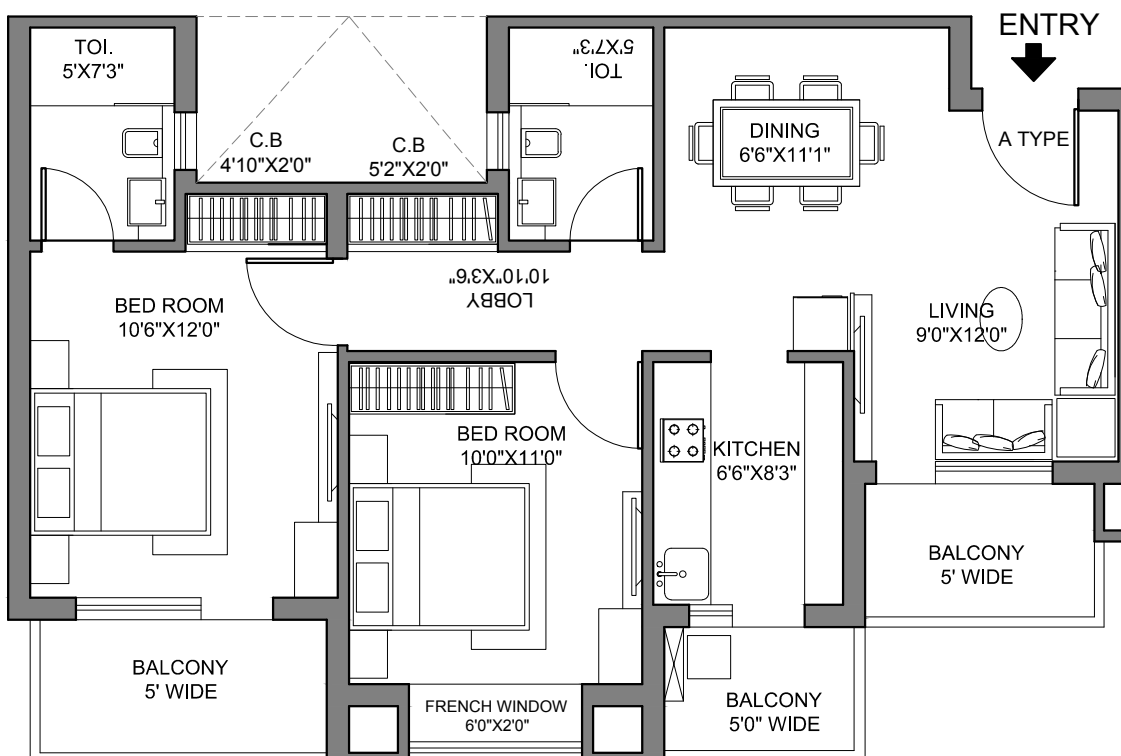 ENTRY
TOI.
5'X7'3"
TOI.
5'X7'3"
C.B
4'10"X2'0"
C.B
5'2"X2'0"
DINING
6'6"X11'1"
A TYPE
LOBBY
10'10"X3'6"
BED ROOM
10'6"X12'0"
LIVING
9'0"X12'0"
BED ROOM
10'0"X11'0"
KITCHEN
6'6"X8'3"
BALCONY
5' WIDE
BALCONY
5' WIDE
FRENCH WINDOW
6'0"X2'0"
BALCONY
5'0" WIDE